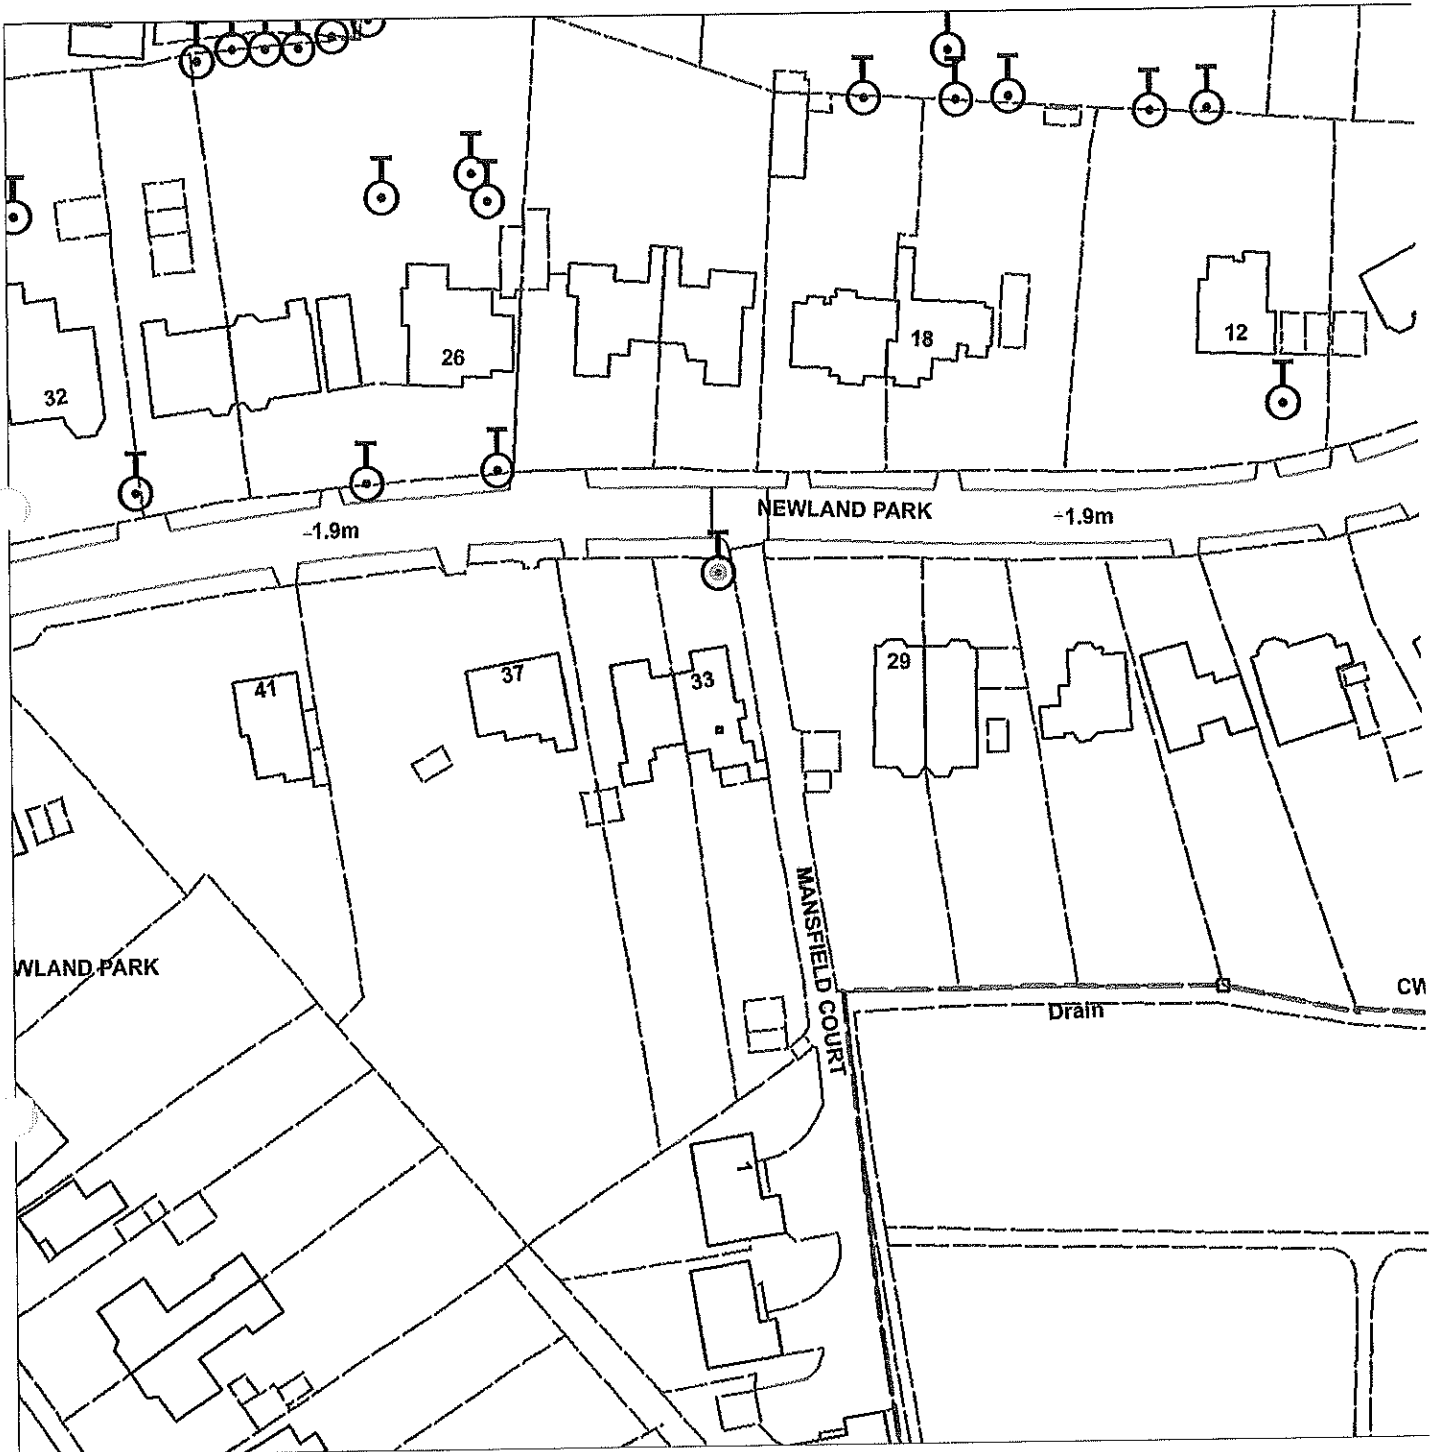 32
26
18
12
NEWLAND PARK
-1.9m
-1.9m
41
37
33
29
MANSFIELD COURT
WLAND PARK
Drain
CW
1